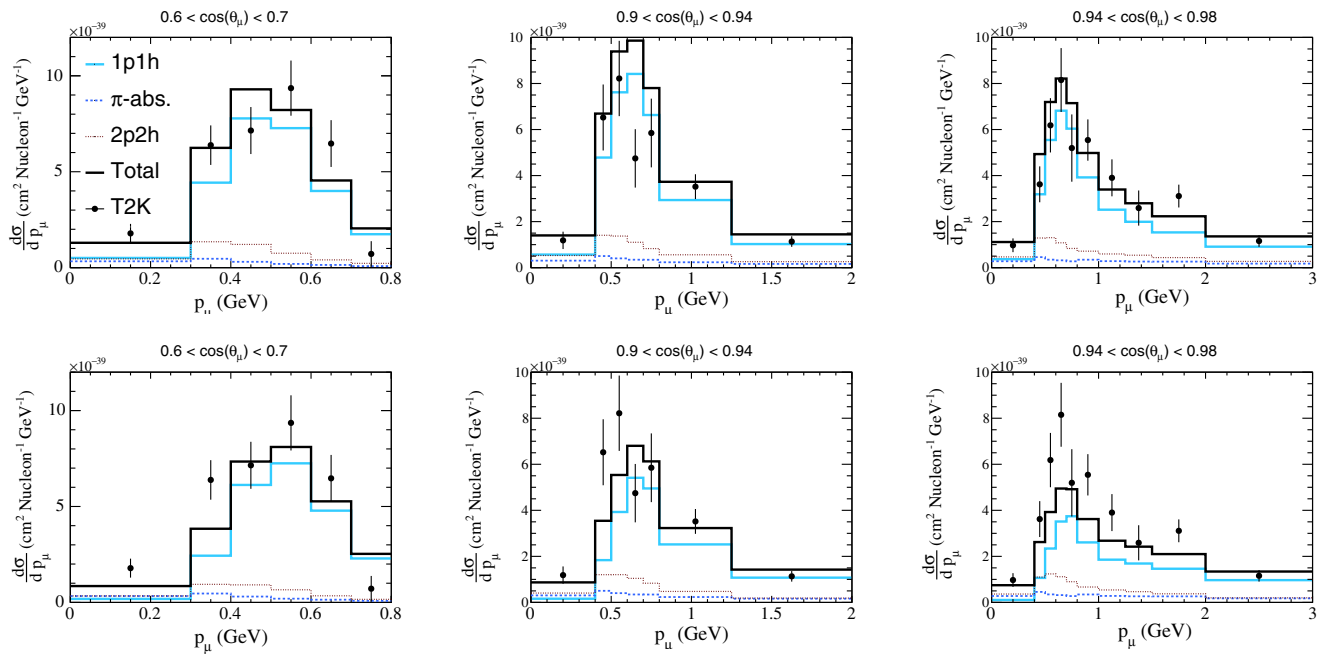 0.6 < cos(θμ) < 0.7
×10⁻³⁹
dσ/dpμ (cm² Nucleon⁻¹ GeV⁻¹)
10
5
0
1p1h
π-abs.
2p2h
Total
T2K
0 0.2 0.4 0.6 0.8
pμ (GeV)
0.9 < cos(θμ) < 0.94
×10⁻³⁹
dσ/dpμ (cm² Nucleon⁻¹ GeV⁻¹)
10
8
6
4
2
0
0 0.5 1 1.5 2
pμ (GeV)
0.94 < cos(θμ) < 0.98
×10⁻³⁹
dσ/dpμ (cm² Nucleon⁻¹ GeV⁻¹)
10
8
6
4
2
0
0 1 2 3
pμ (GeV)
0.6 < cos(θμ) < 0.7
×10⁻³⁹
dσ/dpμ (cm² Nucleon⁻¹ GeV⁻¹)
10
5
0
0 0.2 0.4 0.6 0.8
pμ (GeV)
0.9 < cos(θμ) < 0.94
×10⁻³⁹
dσ/dpμ (cm² Nucleon⁻¹ GeV⁻¹)
10
8
6
4
2
0
0 0.5 1 1.5 2
pμ (GeV)
0.94 < cos(θμ) < 0.98
×10⁻³⁹
dσ/dpμ (cm² Nucleon⁻¹ GeV⁻¹)
10
8
6
4
2
0
0 1 2 3
pμ (GeV)